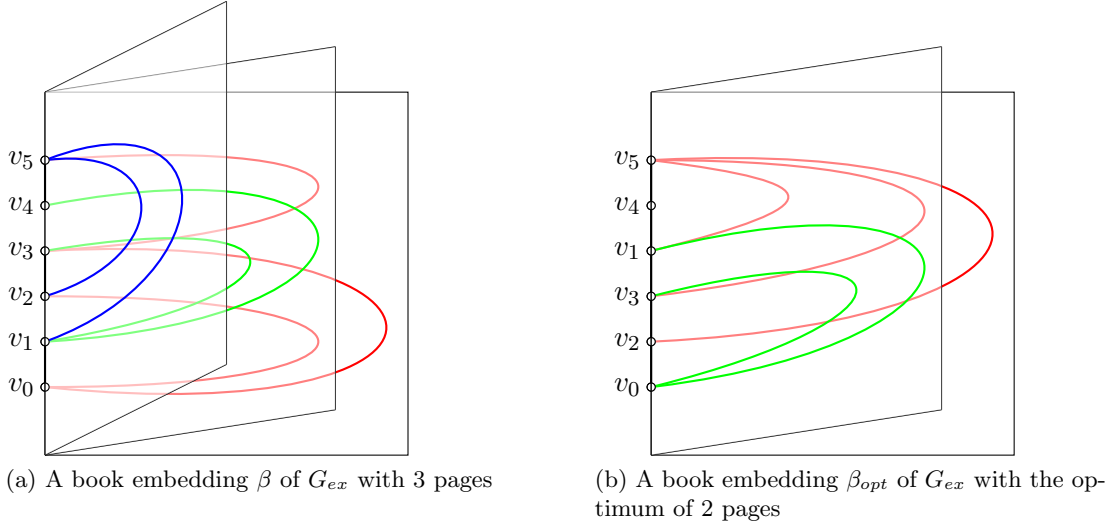 v5
v4
v3
v2
v1
v0
v5
v4
v1
v3
v2
v0
(a) A book embedding β of Gex with 3 pages
(b) A book embedding βopt of Gex with the op-
timum of 2 pages